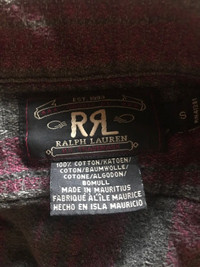 EST. 1993
RRL
RALPH LAUREN
S
100% COTTON/KATOEN/
COTON/BAUMWOLLE/
COTONE/ALGODON/
BOMULL
MADE IN MAURITIUS
FABRIQUÉ A L'ILE MAURICE
HECHO EN ISLA MAURICIO